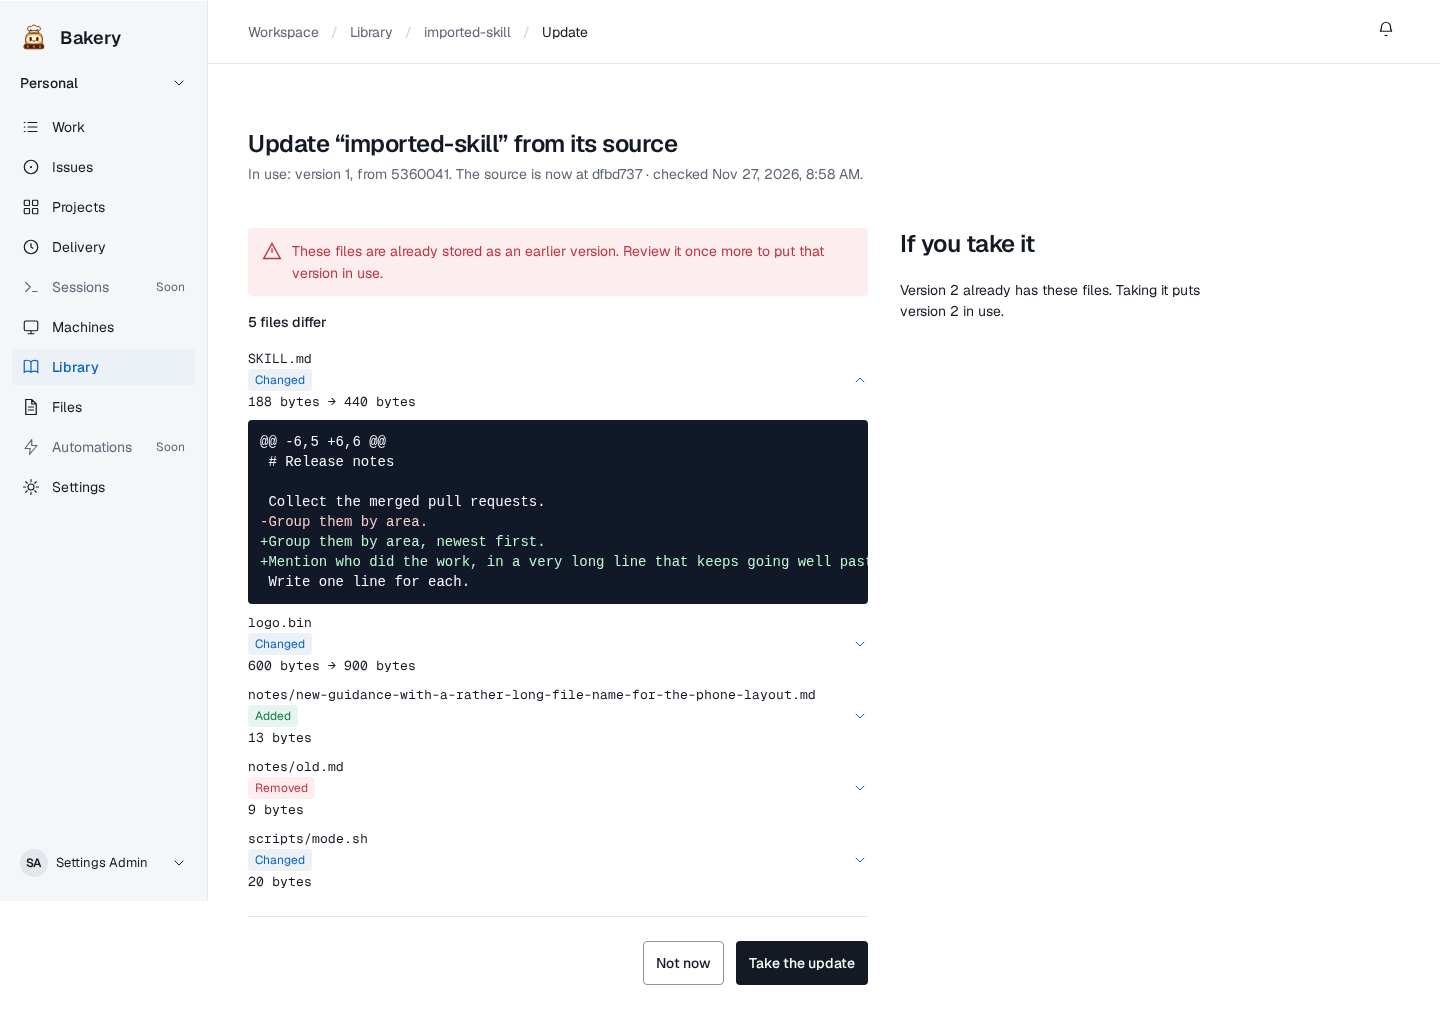 Bakery
Personal
Work
Issues
Projects
Delivery
Sessions Soon
Machines
Library
Files
Automations Soon
Settings
SA Settings Admin
Workspace / Library / imported-skill / Update
Update “imported-skill” from its source
In use: version 1, from 5360041. The source is now at dfbd737 · checked Nov 27, 2026, 8:58 AM.
These files are already stored as an earlier version. Review it once more to put that
version in use.
5 files differ
SKILL.md
Changed
188 bytes → 440 bytes
@@ -6,5 +6,6 @@
# Release notes
Collect the merged pull requests.
-Group them by area.
+Group them by area, newest first.
+Mention who did the work, in a very long line that keeps going well past
Write one line for each.
logo.bin
Changed
600 bytes → 900 bytes
notes/new-guidance-with-a-rather-long-file-name-for-the-phone-layout.md
Added
13 bytes
notes/old.md
Removed
9 bytes
scripts/mode.sh
Changed
20 bytes
Not now
Take the update
If you take it
Version 2 already has these files. Taking it puts
version 2 in use.